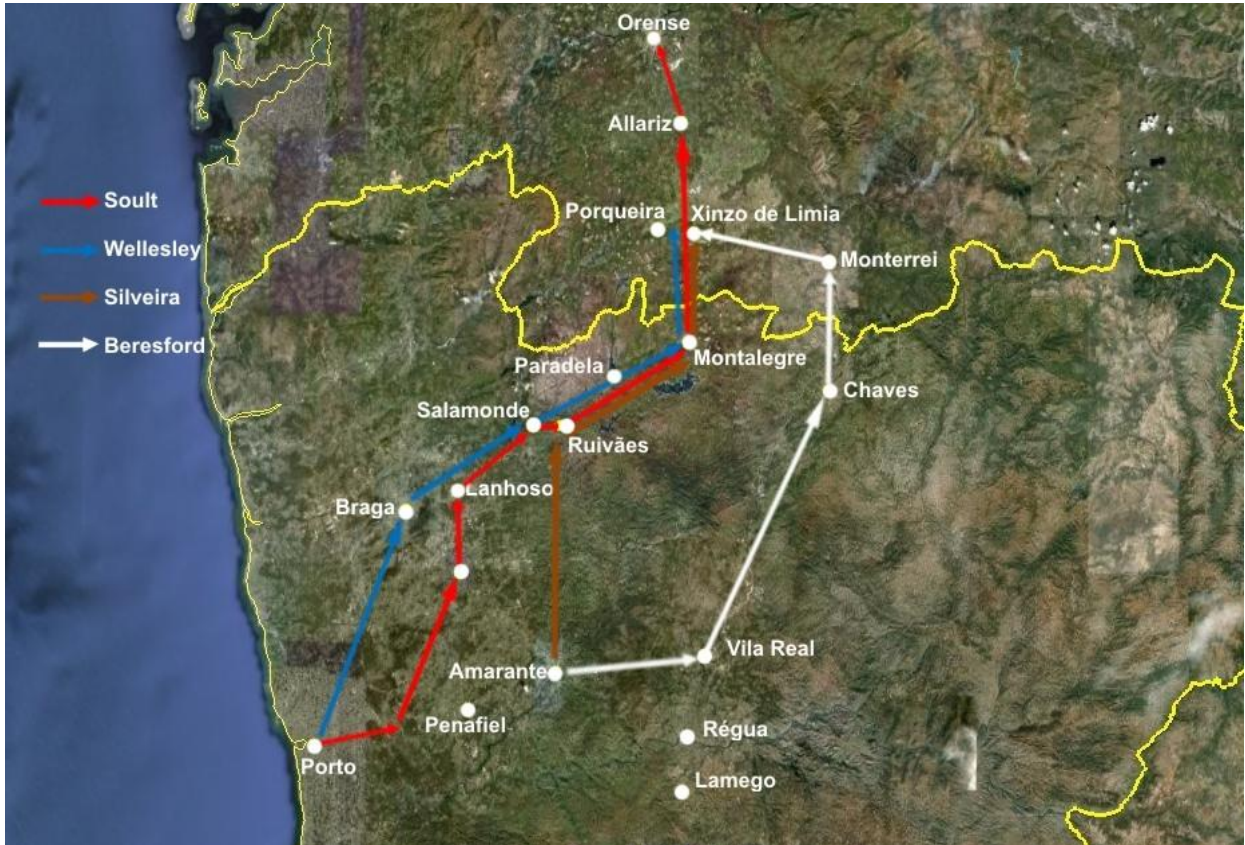 Orense
Allariz
Soult
Porqueira
Xinzo de Limia
Wellesley
Monterrei
Silveira
Beresford
Montalegre
Paradela
Chaves
Salamonde
Ruivães
Lanhoso
Braga
Vila Real
Amarante
Penafiel
Régua
Porto
Lamego